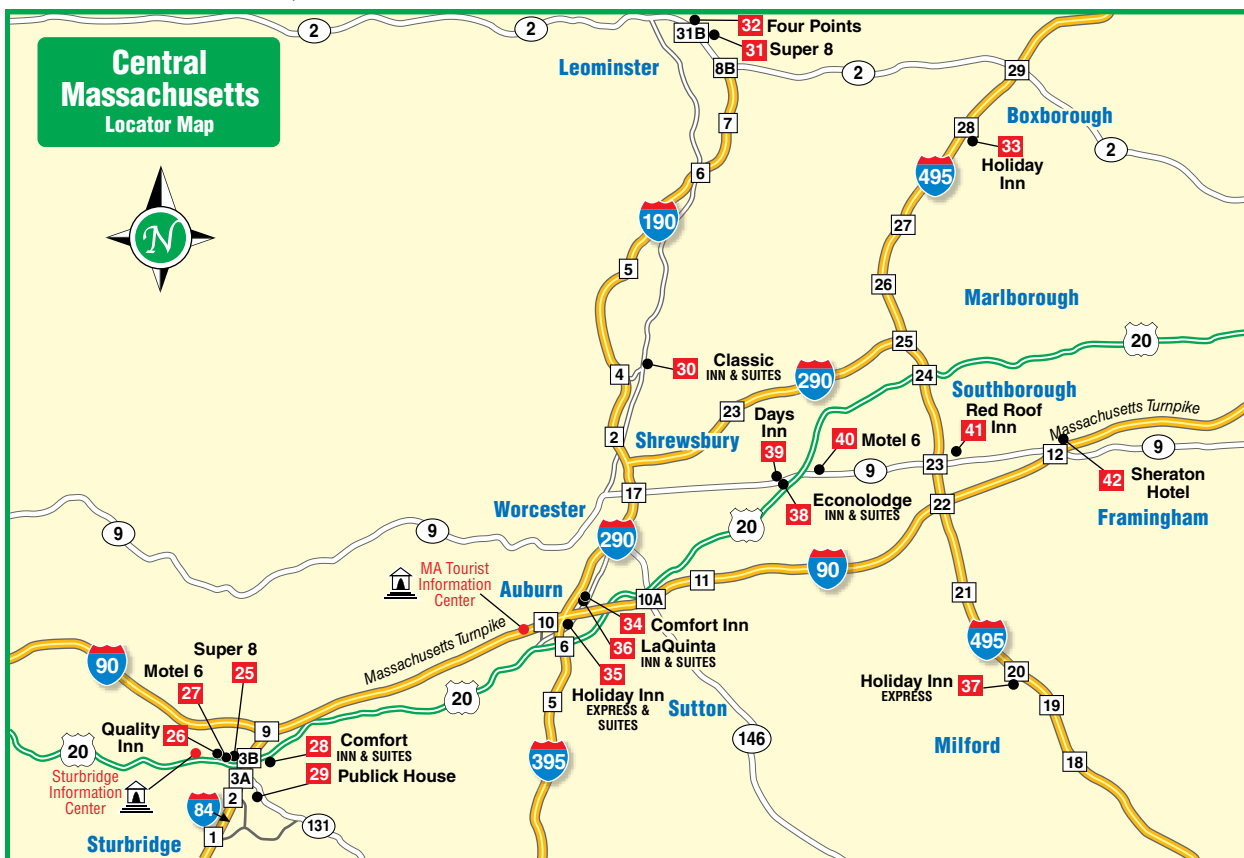 Central
Massachusetts
Locator Map
N
2
2
31B
32 Four Points
31 Super 8
Leominster
8B
2
29
Boxborough
7
28
33
Holiday
Inn
2
6
495
190
27
5
26
Marlborough
25
20
4
30
Classic
INN & SUITES
290
24
Southborough
23
Days
Inn
Red Roof
Inn
41
Massachusetts Turnpike
2
Shrewsbury
39
40 Motel 6
9
23
12
9
42 Sheraton
Hotel
17
Econolodge
38 INN & SUITES
22
Framingham
Worcester
9
9
20
290
MA Tourist
Information
Center
Auburn
11
90
10A
21
10
34 Comfort Inn
36 LaQuinta
INN & SUITES
6
35
Holiday Inn
EXPRESS &
SUITES
495
Massachusetts Turnpike
Super 8
90
Motel 6
27
25
20
5
Sutton
Holiday Inn
EXPRESS
37
20
19
Quality
Inn
26
9
20
3B
28 Comfort
INN & SUITES
146
Milford
18
Sturbridge
Information
Center
3A
29 Publick House
395
2
84
1
131
Sturbridge